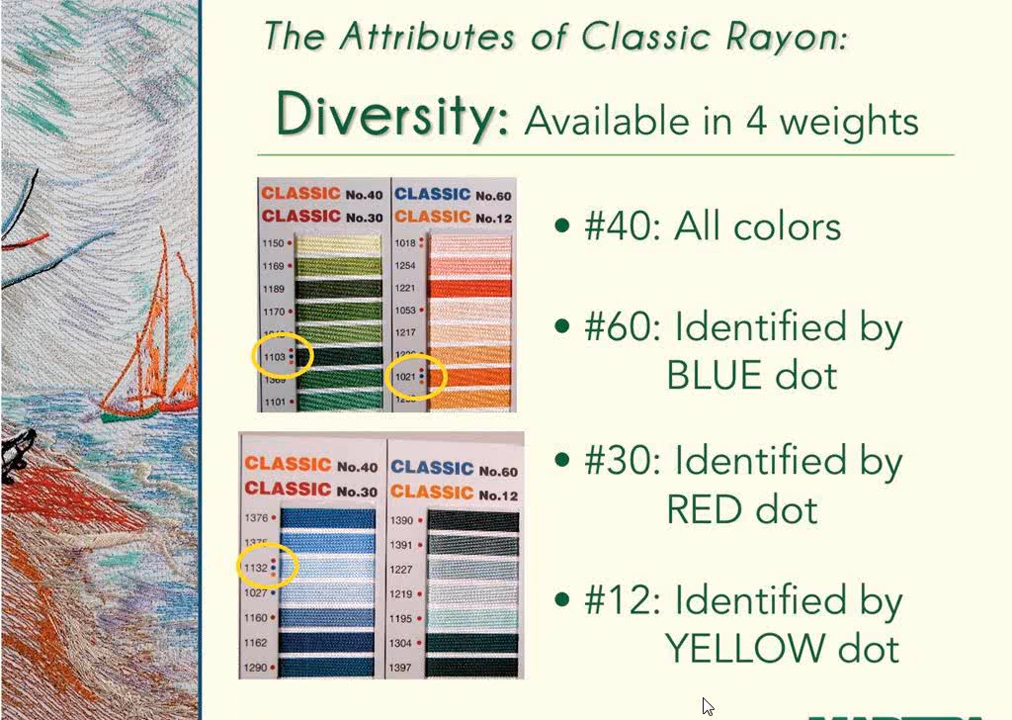 The Attributes of Classic Rayon:
Diversity: Available in 4 weights
CLASSIC No.40
CLASSIC No.30
1150
1169
1189
1170
1103
1369
1101
CLASSIC No.60
CLASSIC No.12
1018
1254
1221
1053
1217
1021
CLASSIC No.40
CLASSIC No.30
1376
1375
1132
1027
1160
1162
1290
CLASSIC No.60
CLASSIC No.12
1390
1391
1227
1219
1195
1304
1397
• #40: All colors
• #60: Identified by
BLUE dot
• #30: Identified by
RED dot
• #12: Identified by
YELLOW dot